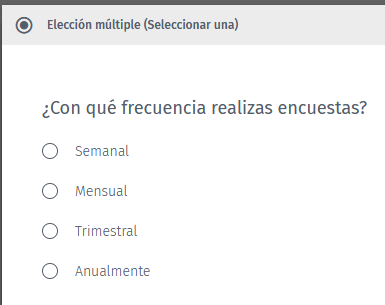 Elección múltiple (Seleccionar una)
¿Con qué frecuencia realizas encuestas?
Semanal
Mensual
Trimestral
Anualmente